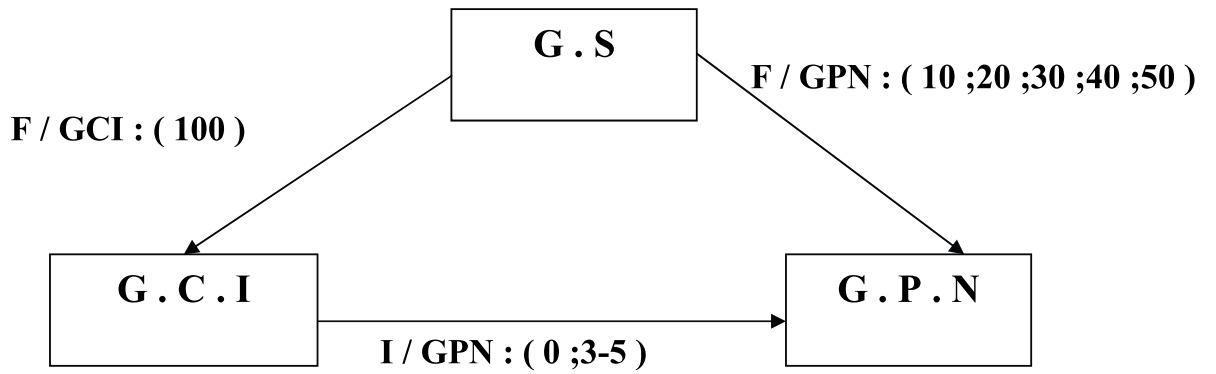 G . S
F / GPN : ( 10 ;20 ;30 ;40 ;50 )
F / GCI : ( 100 )
G . C . I
G . P . N
I / GPN : ( 0 ;3-5 )